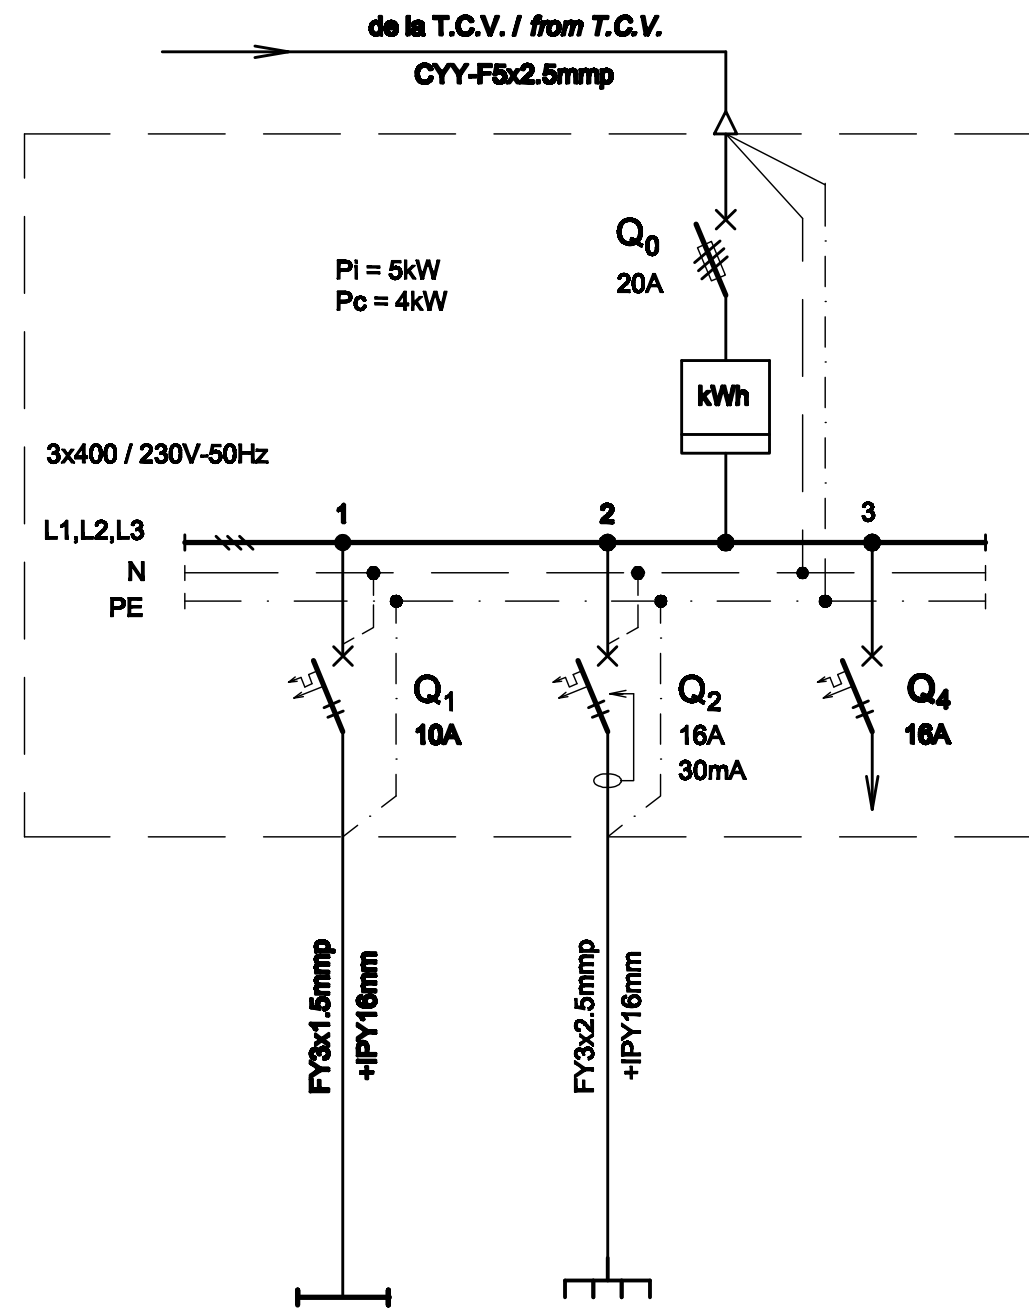 de la T.C.V. / from T.C.V.
CYY-F5x2.5mmp
Q0
20A
Pi = 5kW
Pc = 4kW
kWh
3x400 / 230V-50Hz
1
2
3
L1,L2,L3
N
PE
Q1
10A
Q2
16A
30mA
Q4
16A
FY3x1.5mmp
+IPY16mm
FY3x2.5mmp
+IPY16mm